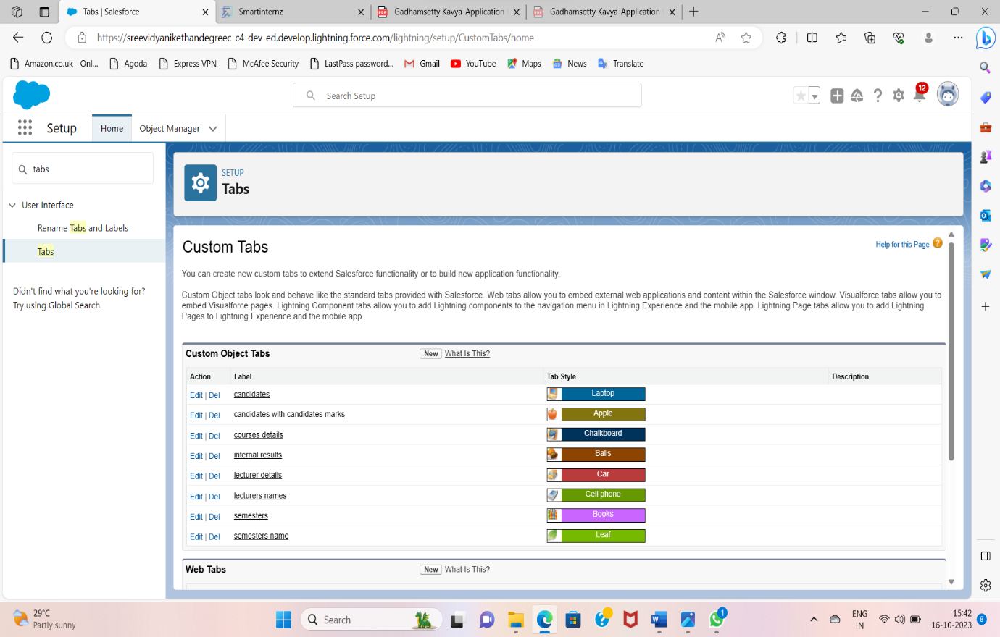 Tabs | Salesforce
Smartinternz
Gadhamsetty Kavya-Application
Gadhamsetty Kavya-Application
https://sreevidyanikethandegreec-c4-dev-ed.develop.lightning.force.com/lightning/setup/CustomTabs/home
Amazon.co.uk - Onl...
Agoda
Express VPN
McAfee Security
LastPass password...
Gmail
YouTube
Maps
News
Translate
Search Setup
12
Setup
Home
Object Manager
tabs
User Interface
Rename Tabs and Labels
Tabs
Didn't find what you're looking for?
Try using Global Search.
SETUP
Tabs
Custom Tabs
Help for this Page
You can create new custom tabs to extend Salesforce functionality or to build new application functionality.
Custom Object tabs look and behave like the standard tabs provided with Salesforce. Web tabs allow you to embed external web applications and content within the Salesforce window. Visualforce tabs allow you to
embed Visualforce pages. Lightning Component tabs allow you to add Lightning components to the navigation menu in Lightning Experience and the mobile app. Lightning Page tabs allow you to add Lightning
Pages to Lightning Experience and the mobile app.
Custom Object Tabs New What Is This?
Action Label Tab Style Description
Edit | Del candidates Laptop
Edit | Del candidates with candidates marks Apple
Edit | Del courses details Chalkboard
Edit | Del internal results Balls
Edit | Del lecturer details Car
Edit | Del lecturers names Cell phone
Edit | Del semesters Books
Edit | Del semesters name Leaf
Web Tabs New What Is This?
29°C
Partly sunny
Search
1
ENG
IN
15:42
16-10-2023
8